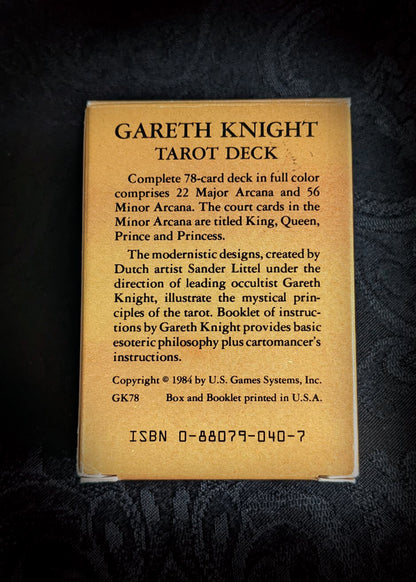 GARETH KNIGHT
TAROT DECK
Complete 78-card deck in full color
comprises 22 Major Arcana and 56
Minor Arcana. The court cards in the
Minor Arcana are titled King, Queen,
Prince and Princess.
The modernistic designs, created by
Dutch artist Sander Littel under the
direction of leading occultist Gareth
Knight, illustrate the mystical prin-
ciples of the tarot. Booklet of instruc-
tions by Gareth Knight provides basic
esoteric philosophy plus cartomancer's
instructions.
Copyright © 1984 by U.S. Games Systems, Inc.
GK78 Box and Booklet printed in U.S.A.
ISBN 0-88079-040-7